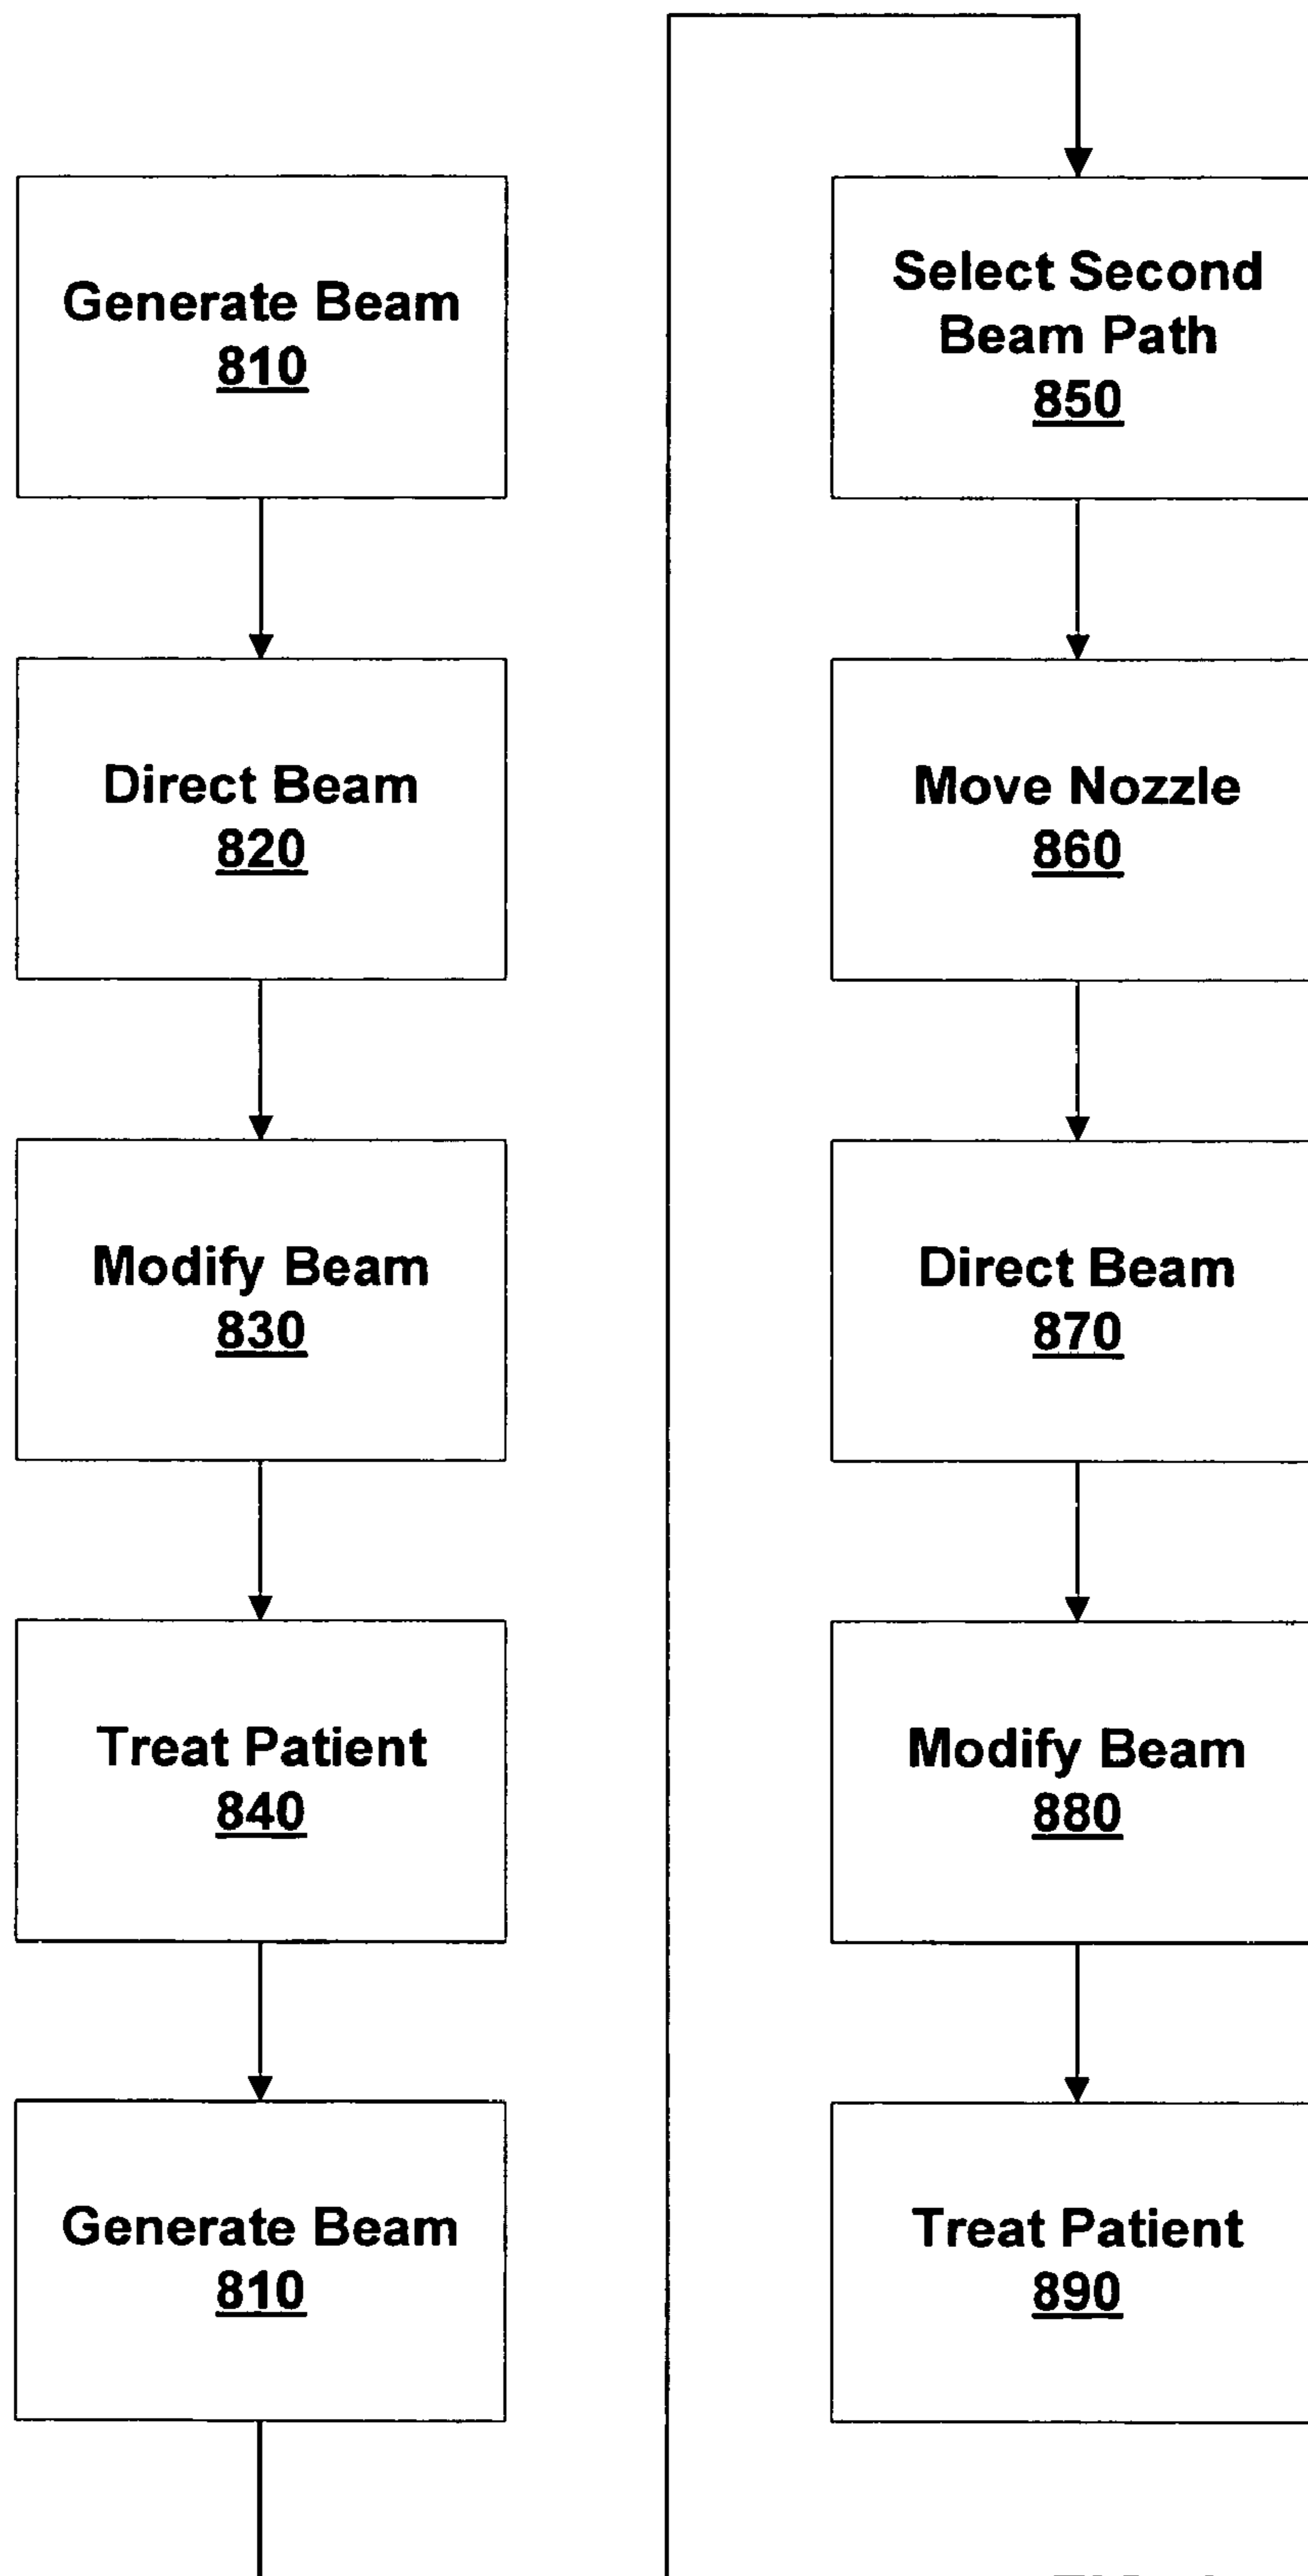 Generate Beam
810
Direct Beam
820
Modify Beam
830
Treat Patient
840
Generate Beam
810
Select Second
Beam Path
850
Move Nozzle
860
Direct Beam
870
Modify Beam
880
Treat Patient
890